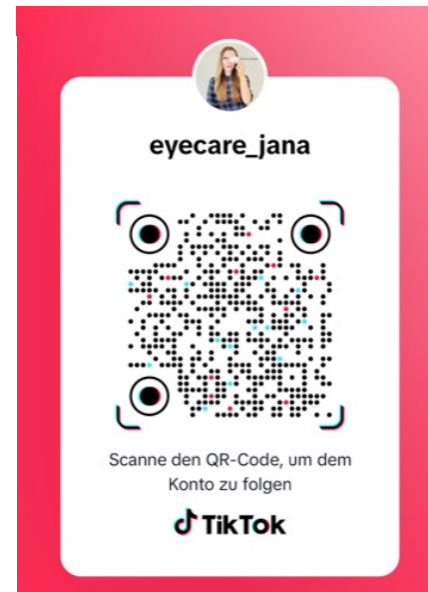 eyecare_jana
Scanne den QR-Code, um dem
Konto zu folgen
TikTok